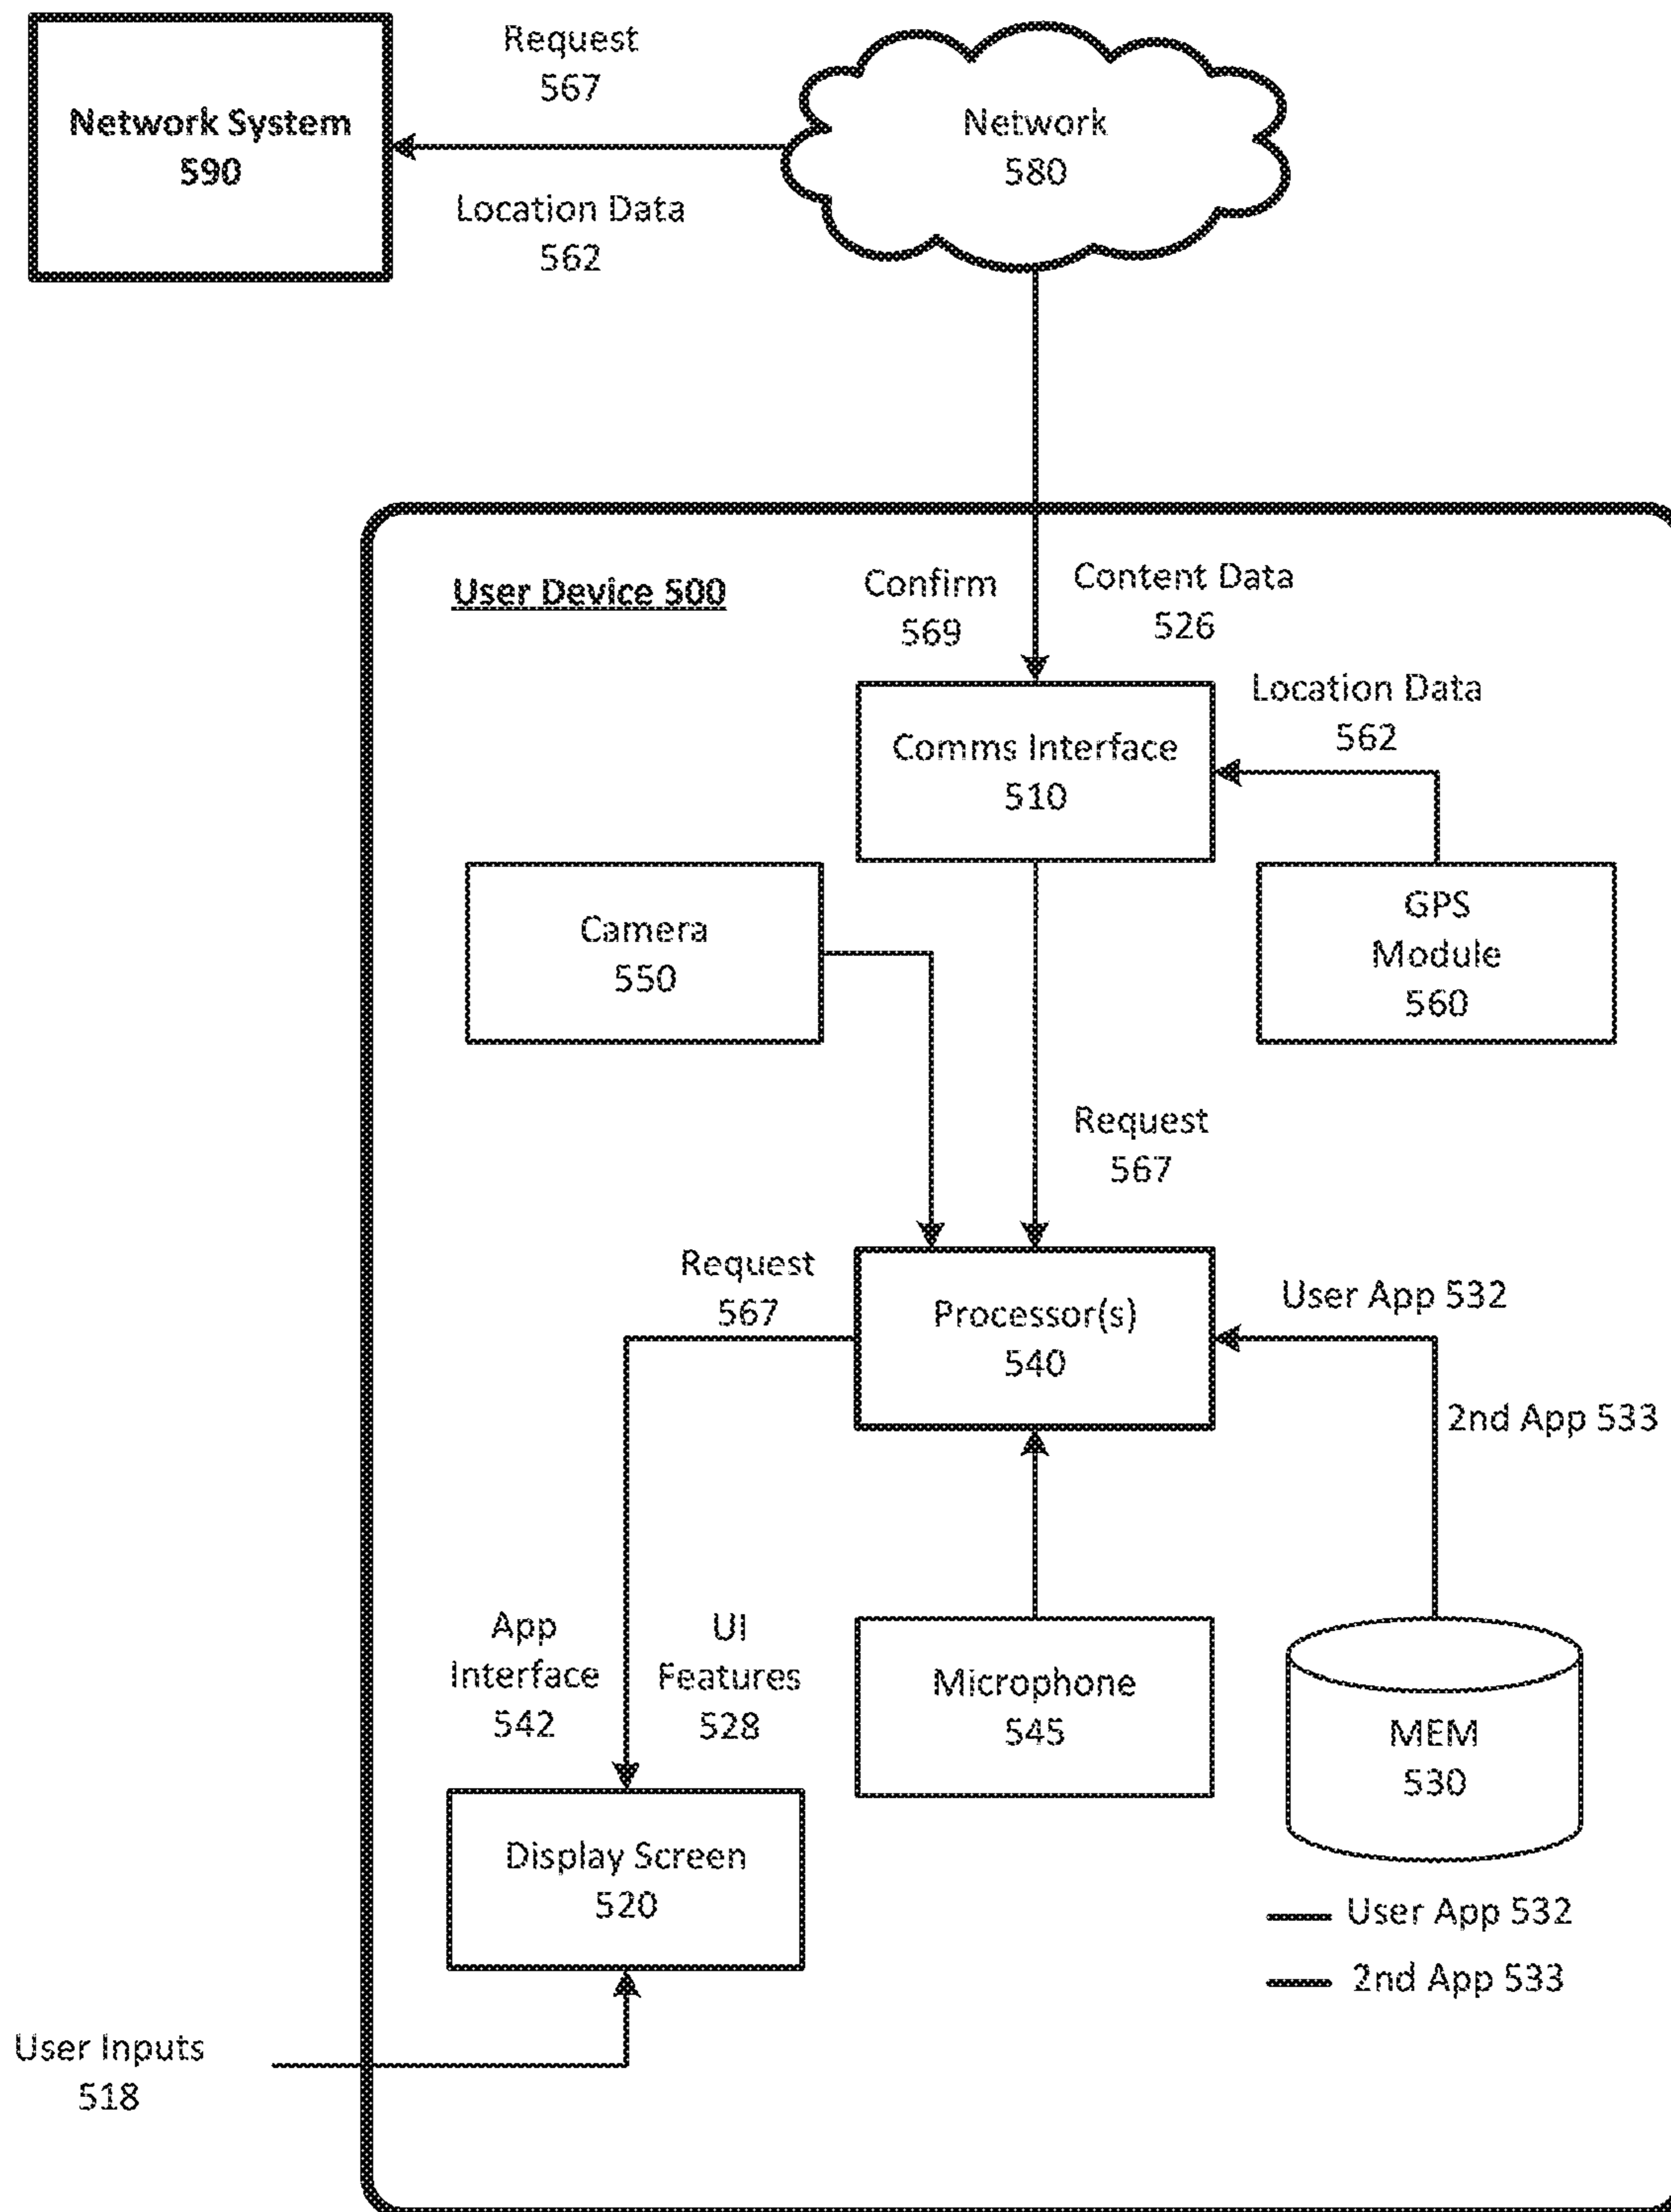 Request
567
Network System
590
Network
580
Location Data
562
User Device 500
Confirm
569
Content Data
526
Location Data
562
Comms Interface
510
Camera
550
GPS
Module
560
Request
567
Request
567
Processor(s)
540
User App 532
2nd App 533
App
Interface
542
UI
Features
528
Microphone
545
MEM
530
Display Screen
520
User App 532
2nd App 533
User Inputs
518